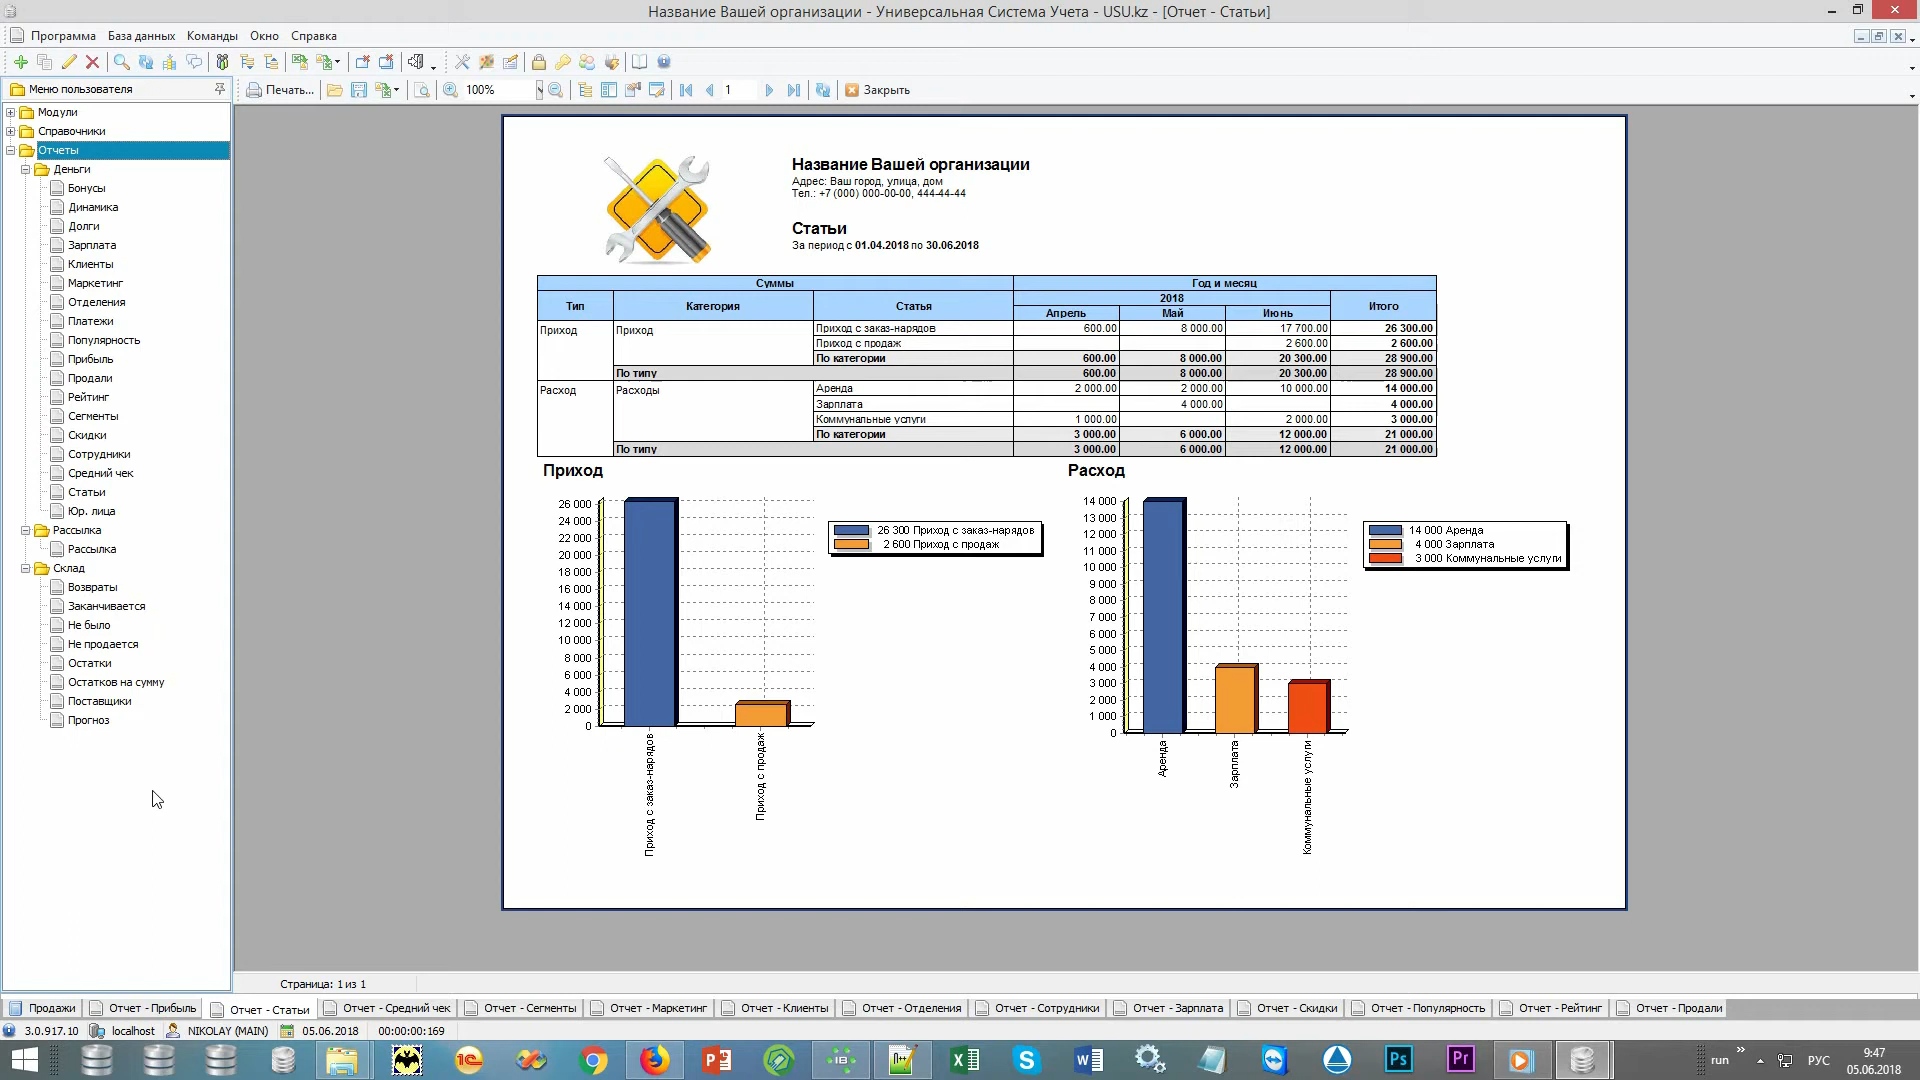 Название Вашей организации - Универсальная Система Учета - USU.kz - [Отчет - Статьи]
Программа База данных Команды Окно Справка
Меню пользователя
Печать... 100% 1 Закрыть
Модули
Справочники
Отчеты
Деньги
Бонусы
Динамика
Долги
Зарплата
Клиенты
Маркетинг
Отделения
Платежи
Популярность
Прибыль
Продали
Рейтинг
Сегменты
Скидки
Сотрудники
Средний чек
Статьи
Юр. лица
Рассылка
Рассылка
Склад
Возвраты
Заканчивается
Не было
Не продается
Остатки
Остатков на сумму
Поставщики
Прогноз
Название Вашей организации
Адрес: Ваш город, улица, дом
Тел.: +7 (000) 000-00-00, 444-44-44
Статьи
За период с 01.04.2018 по 30.06.2018
Суммы Год и месяц
Тип Категория Статья 2018 Итого
Апрель Май Июнь
Приход Приход Приход с заказ-нарядов 600.00 8 000.00 17 700.00 26 300.00
Приход с продаж 2 600.00 2 600.00
По категории 600.00 8 000.00 20 300.00 28 900.00
По типу 600.00 8 000.00 20 300.00 28 900.00
Расход Расходы Аренда 2 000.00 2 000.00 10 000.00 14 000.00
Зарплата 4 000.00 4 000.00
Коммунальные услуги 1 000.00 2 000.00 3 000.00
По категории 3 000.00 6 000.00 12 000.00 21 000.00
По типу 3 000.00 6 000.00 12 000.00 21 000.00
Приход
26 000
24 000
22 000
20 000
18 000
16 000
14 000
12 000
10 000
8 000
6 000
4 000
2 000
0
Приход с заказ-нарядов
Приход с продаж
26 300 Приход с заказ-нарядов
2 600 Приход с продаж
Расход
14 000
13 000
12 000
11 000
10 000
9 000
8 000
7 000
6 000
5 000
4 000
3 000
2 000
1 000
0
Аренда
Зарплата
Коммунальные услуги
14 000 Аренда
4 000 Зарплата
3 000 Коммунальные услуги
Страница: 1 из 1
Продажи Отчет - Прибыль Отчет - Статьи Отчет - Средний чек Отчет - Сегменты Отчет - Маркетинг Отчет - Клиенты Отчет - Отделения Отчет - Сотрудники Отчет - Зарплата Отчет - Скидки Отчет - Популярность Отчет - Рейтинг Отчет - Продали
3.0.917.10 localhost NIKOLAY (MAIN) 05.06.2018 00:00:00:169
run РУС 9:47
05.06.2018